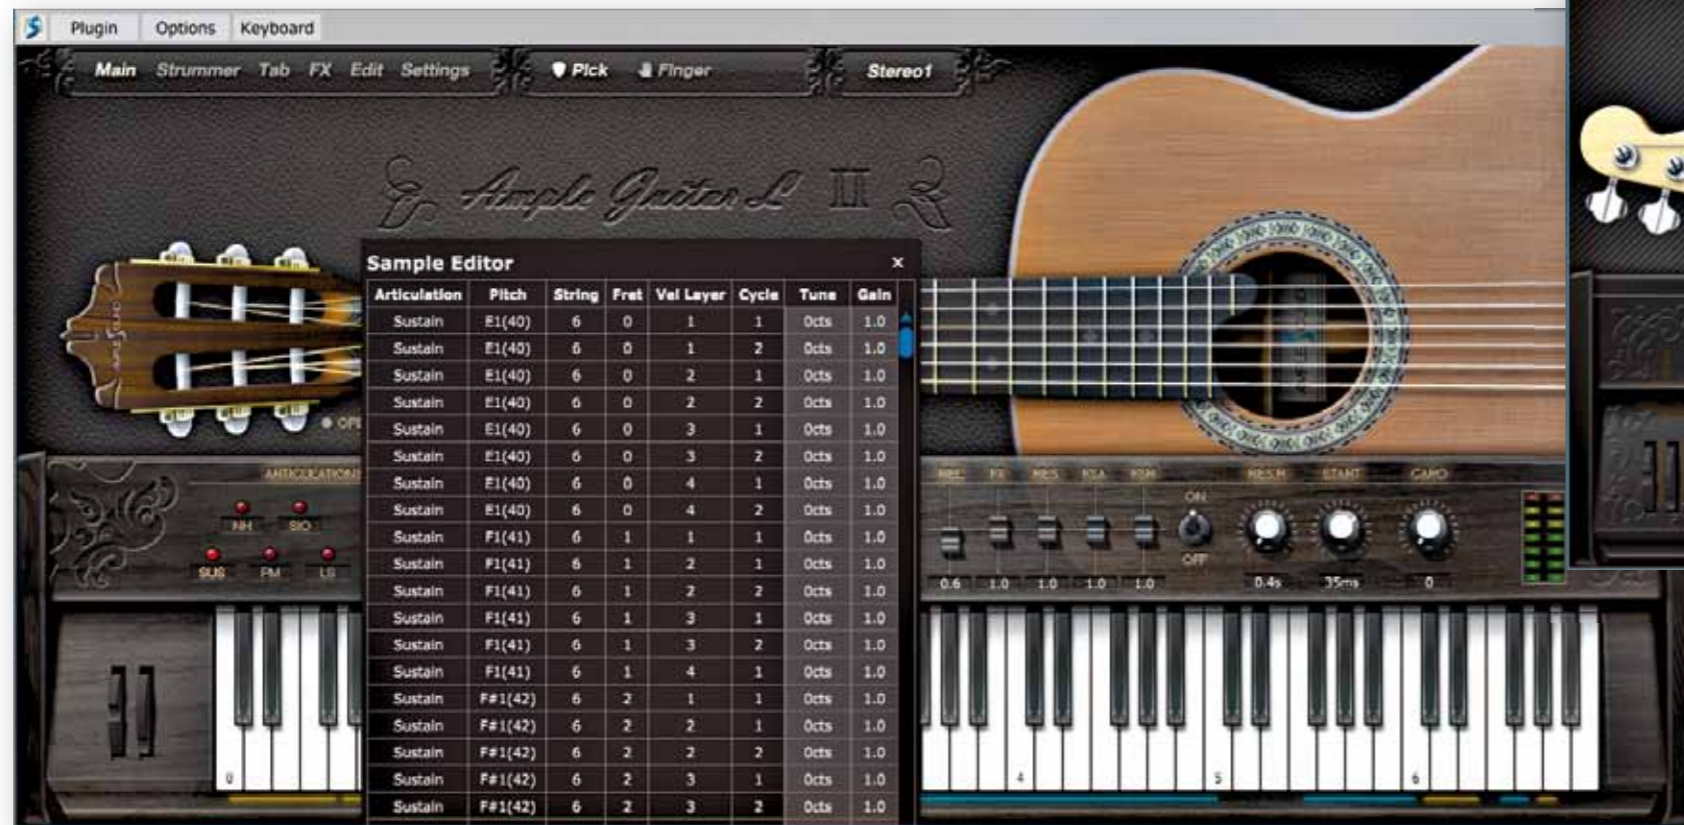 Plugin Options Keyboard
Main Strummer Tab FX Edit Settings Pick Finger Stereo1
Ample Guitar L II
Sample Editor x
Articulation Pitch String Fret Vel Layer Cycle Tune Gain
Sustain E1(40) 6 0 1 1 0cts 1.0
Sustain E1(40) 6 0 1 2 0cts 1.0
Sustain E1(40) 6 0 2 1 0cts 1.0
Sustain E1(40) 6 0 2 2 0cts 1.0
Sustain E1(40) 6 0 3 1 0cts 1.0
Sustain E1(40) 6 0 3 2 0cts 1.0
Sustain E1(40) 6 0 4 1 0cts 1.0
Sustain E1(40) 6 0 4 2 0cts 1.0
Sustain F1(41) 6 1 1 1 0cts 1.0
Sustain F1(41) 6 1 2 1 0cts 1.0
Sustain F1(41) 6 1 2 2 0cts 1.0
Sustain F1(41) 6 1 3 1 0cts 1.0
Sustain F1(41) 6 1 3 2 0cts 1.0
Sustain F1(41) 6 1 4 1 0cts 1.0
Sustain F#1(42) 6 2 1 1 0cts 1.0
Sustain F#1(42) 6 2 2 1 0cts 1.0
Sustain F#1(42) 6 2 2 2 0cts 1.0
Sustain F#1(42) 6 2 3 1 0cts 1.0
Sustain F#1(42) 6 2 3 2 0cts 1.0
ARTICULATIONS
NH SIO
SUS PM LS
START CAPO
ON
OFF
0.6 1.0 1.0 1.0 1.0 0.4s 35ms 0
0 4 5 6